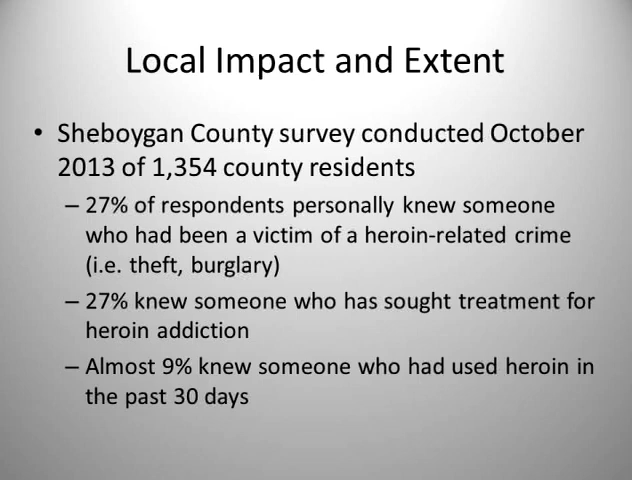 Local Impact and Extent
• Sheboygan County survey conducted October
2013 of 1,354 county residents
– 27% of respondents personally knew someone
who had been a victim of a heroin-related crime
(i.e. theft, burglary)
– 27% knew someone who has sought treatment for
heroin addiction
– Almost 9% knew someone who had used heroin in
the past 30 days